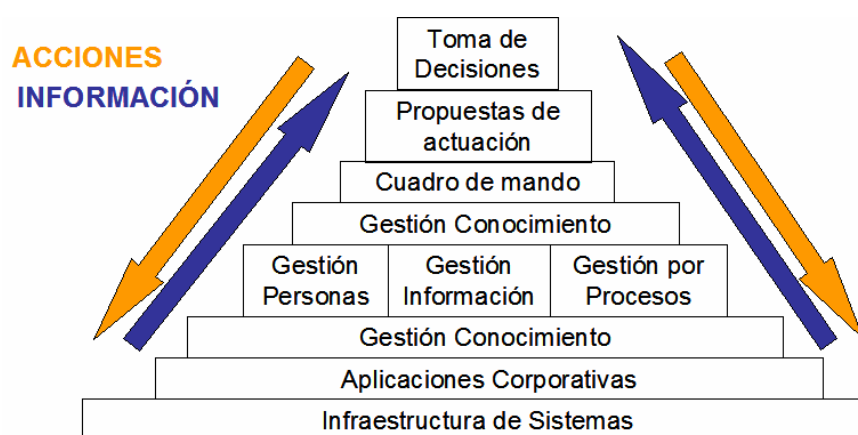 Toma de
Decisiones
ACCIONES
INFORMACIÓN
Propuestas de
actuación
Cuadro de mando
Gestión Conocimiento
Gestión
Personas
Gestión
Información
Gestión por
Procesos
Gestión Conocimiento
Aplicaciones Corporativas
Infraestructura de Sistemas